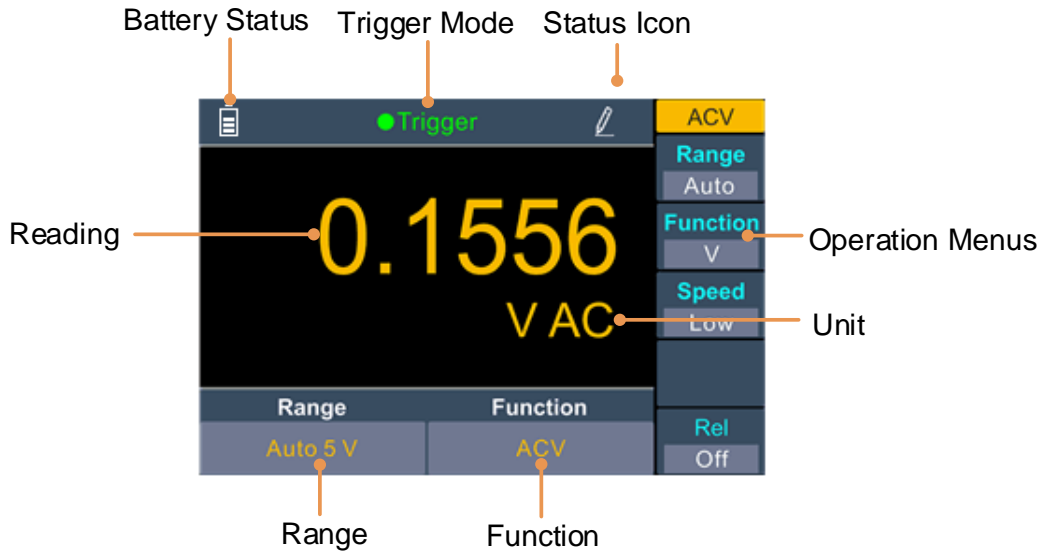 Battery Status
Trigger Mode
Status Icon
Trigger
ACV
Range
Auto
Reading
0.1556
Function
V
Operation Menus
Speed
Low
V AC
Unit
Range
Function
Auto 5 V
ACV
Rel
Off
Range
Function